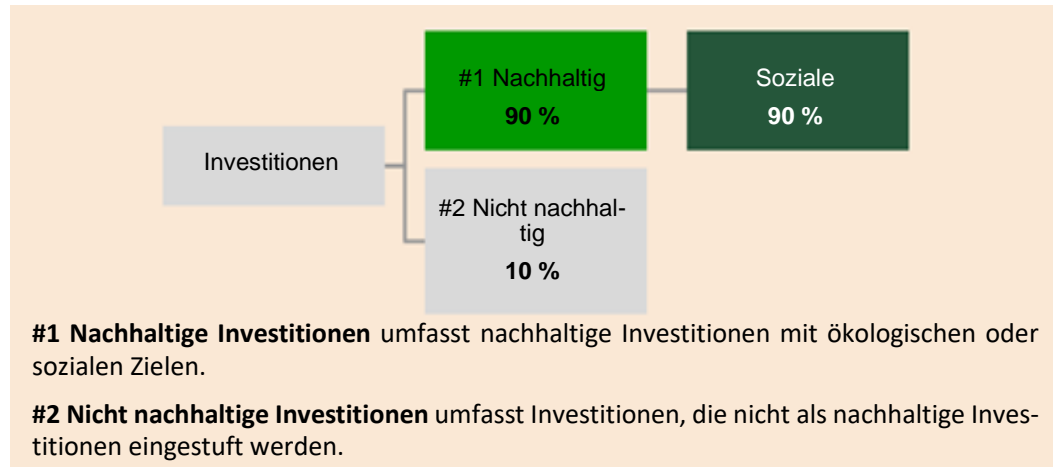 #1 Nachhaltig
90 %
Soziale
90 %
Investitionen
#2 Nicht nachhal-
tig
10 %
#1 Nachhaltige Investitionen umfasst nachhaltige Investitionen mit ökologischen oder
sozialen Zielen.
#2 Nicht nachhaltige Investitionen umfasst Investitionen, die nicht als nachhaltige Inves-
titionen eingestuft werden.